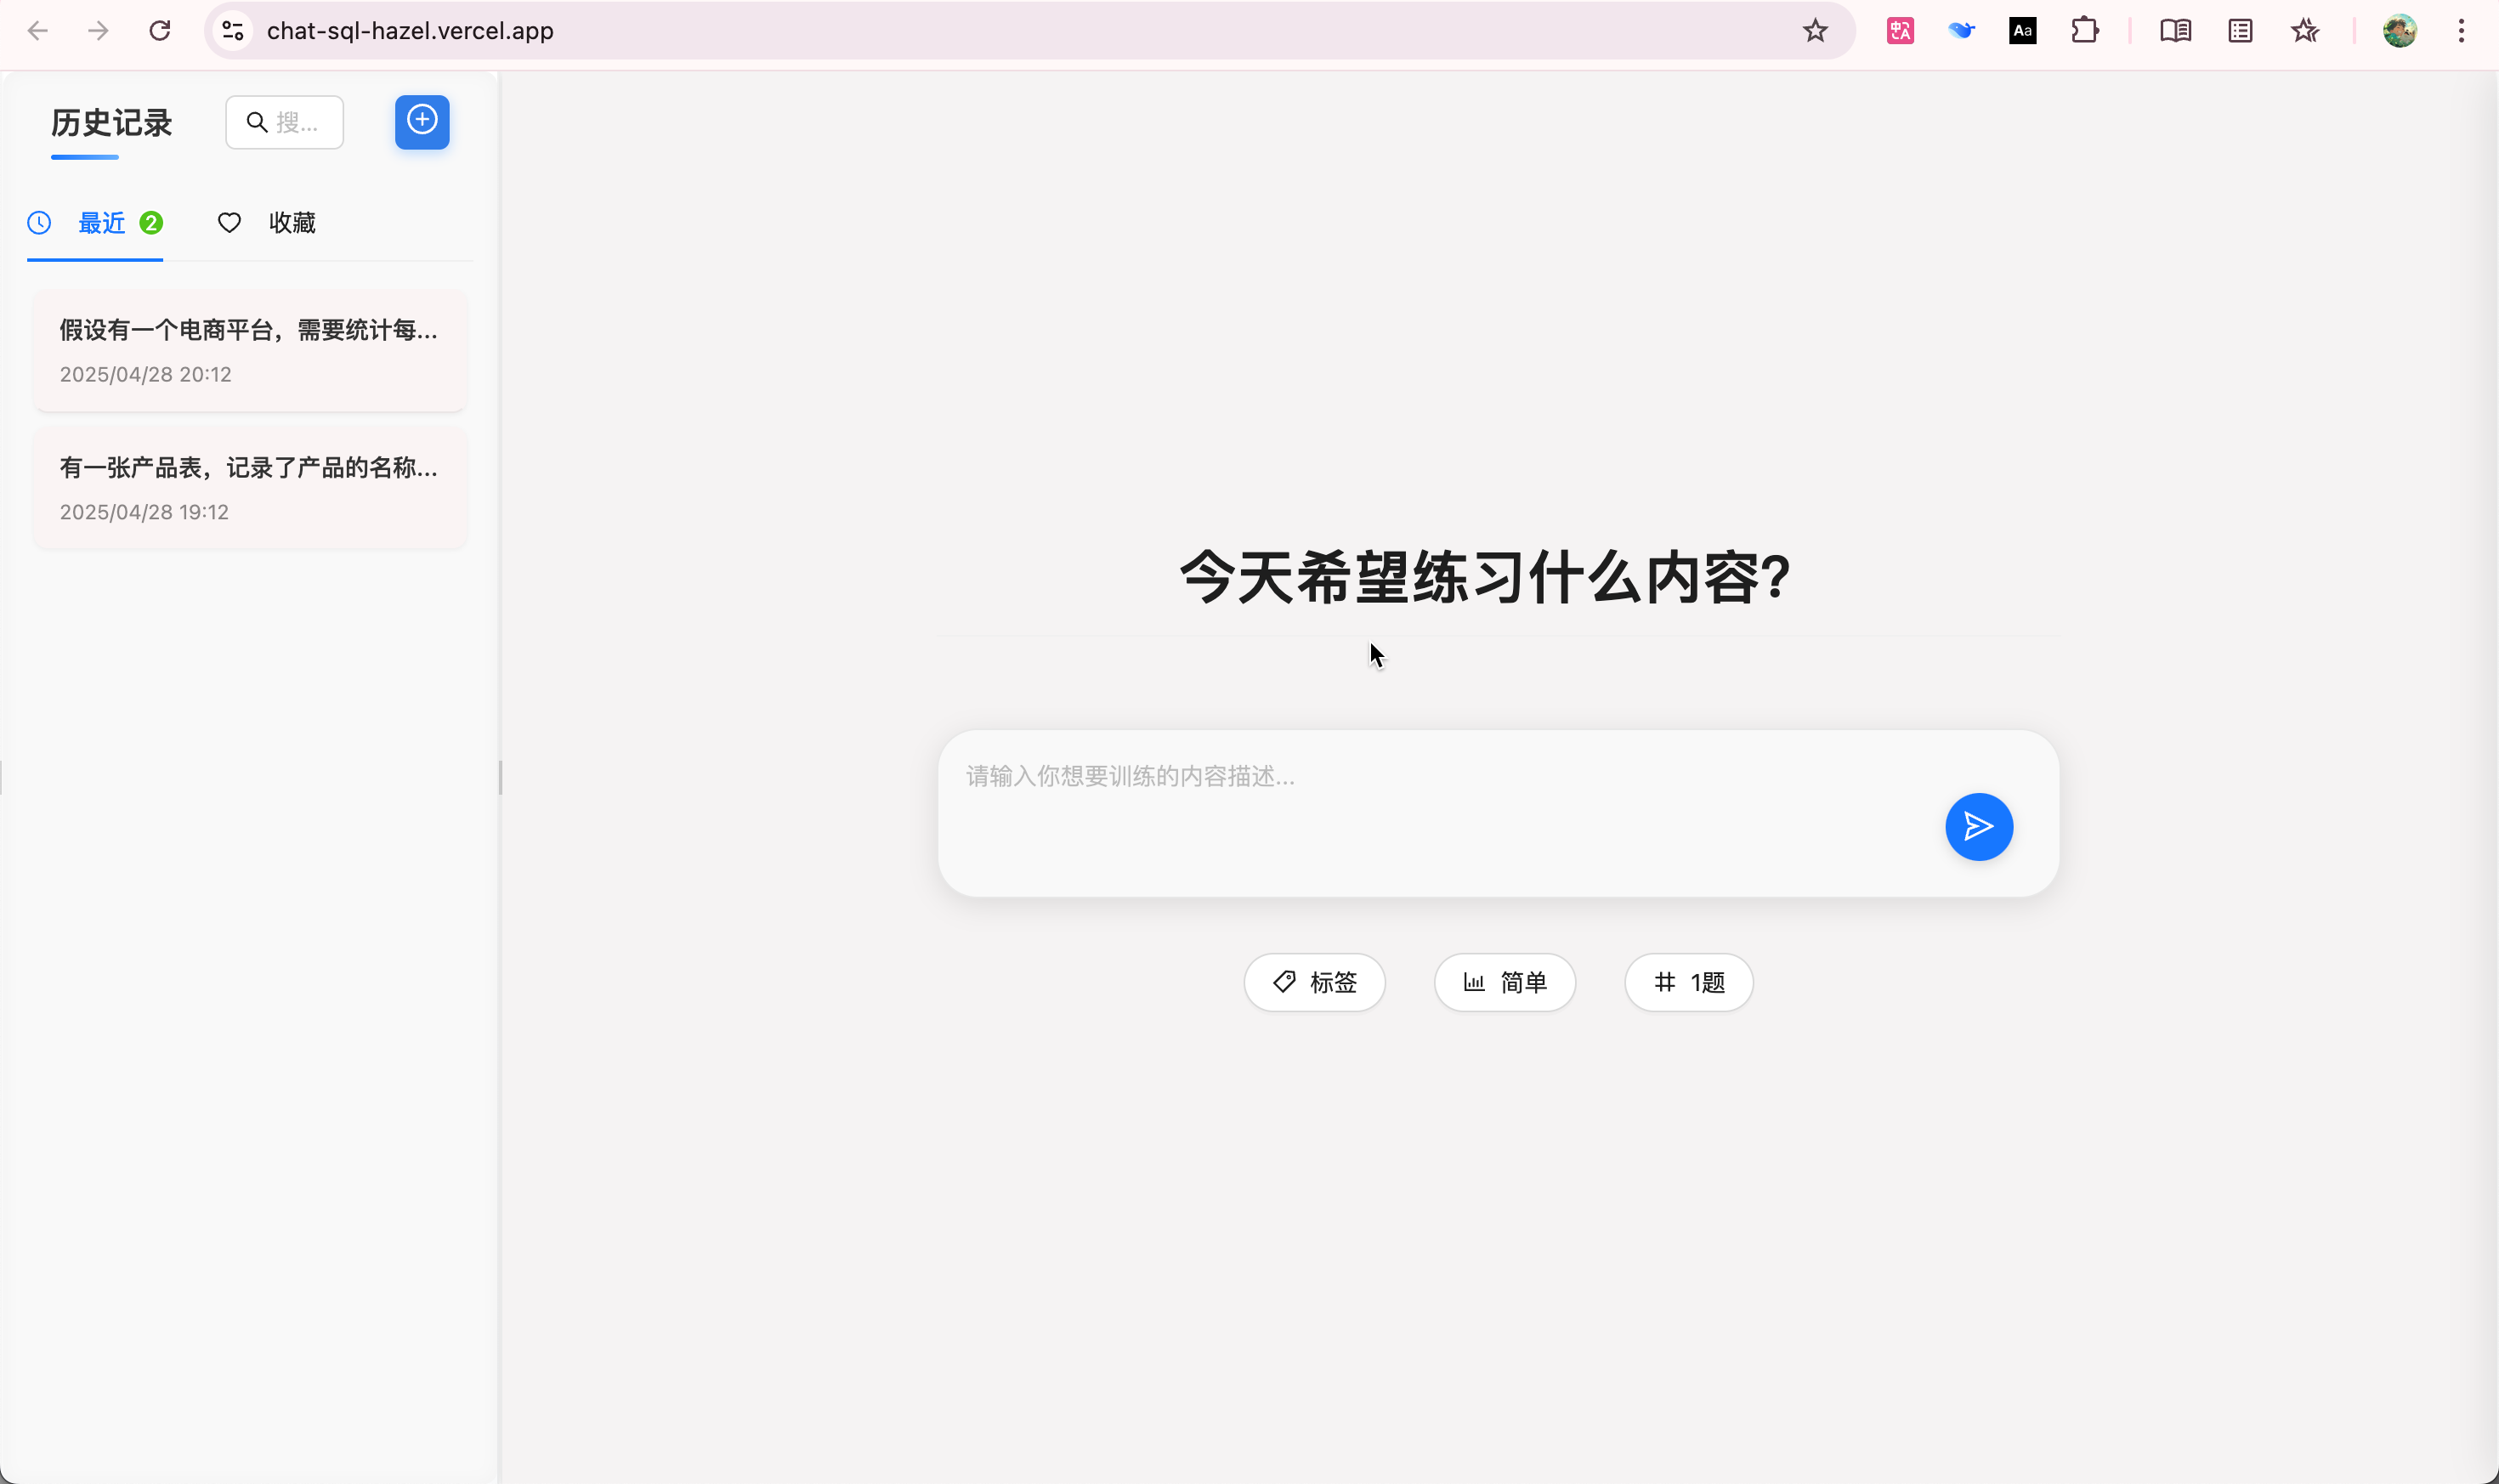 chat-sql-hazel.vercel.app
Aa
历史记录
搜...
最近 2
收藏
假设有一个电商平台，需要统计每...
2025/04/28 20:12
有一张产品表，记录了产品的名称...
2025/04/28 19:12
今天希望练习什么内容?
请输入你想要训练的内容描述...
标签
简单
1题